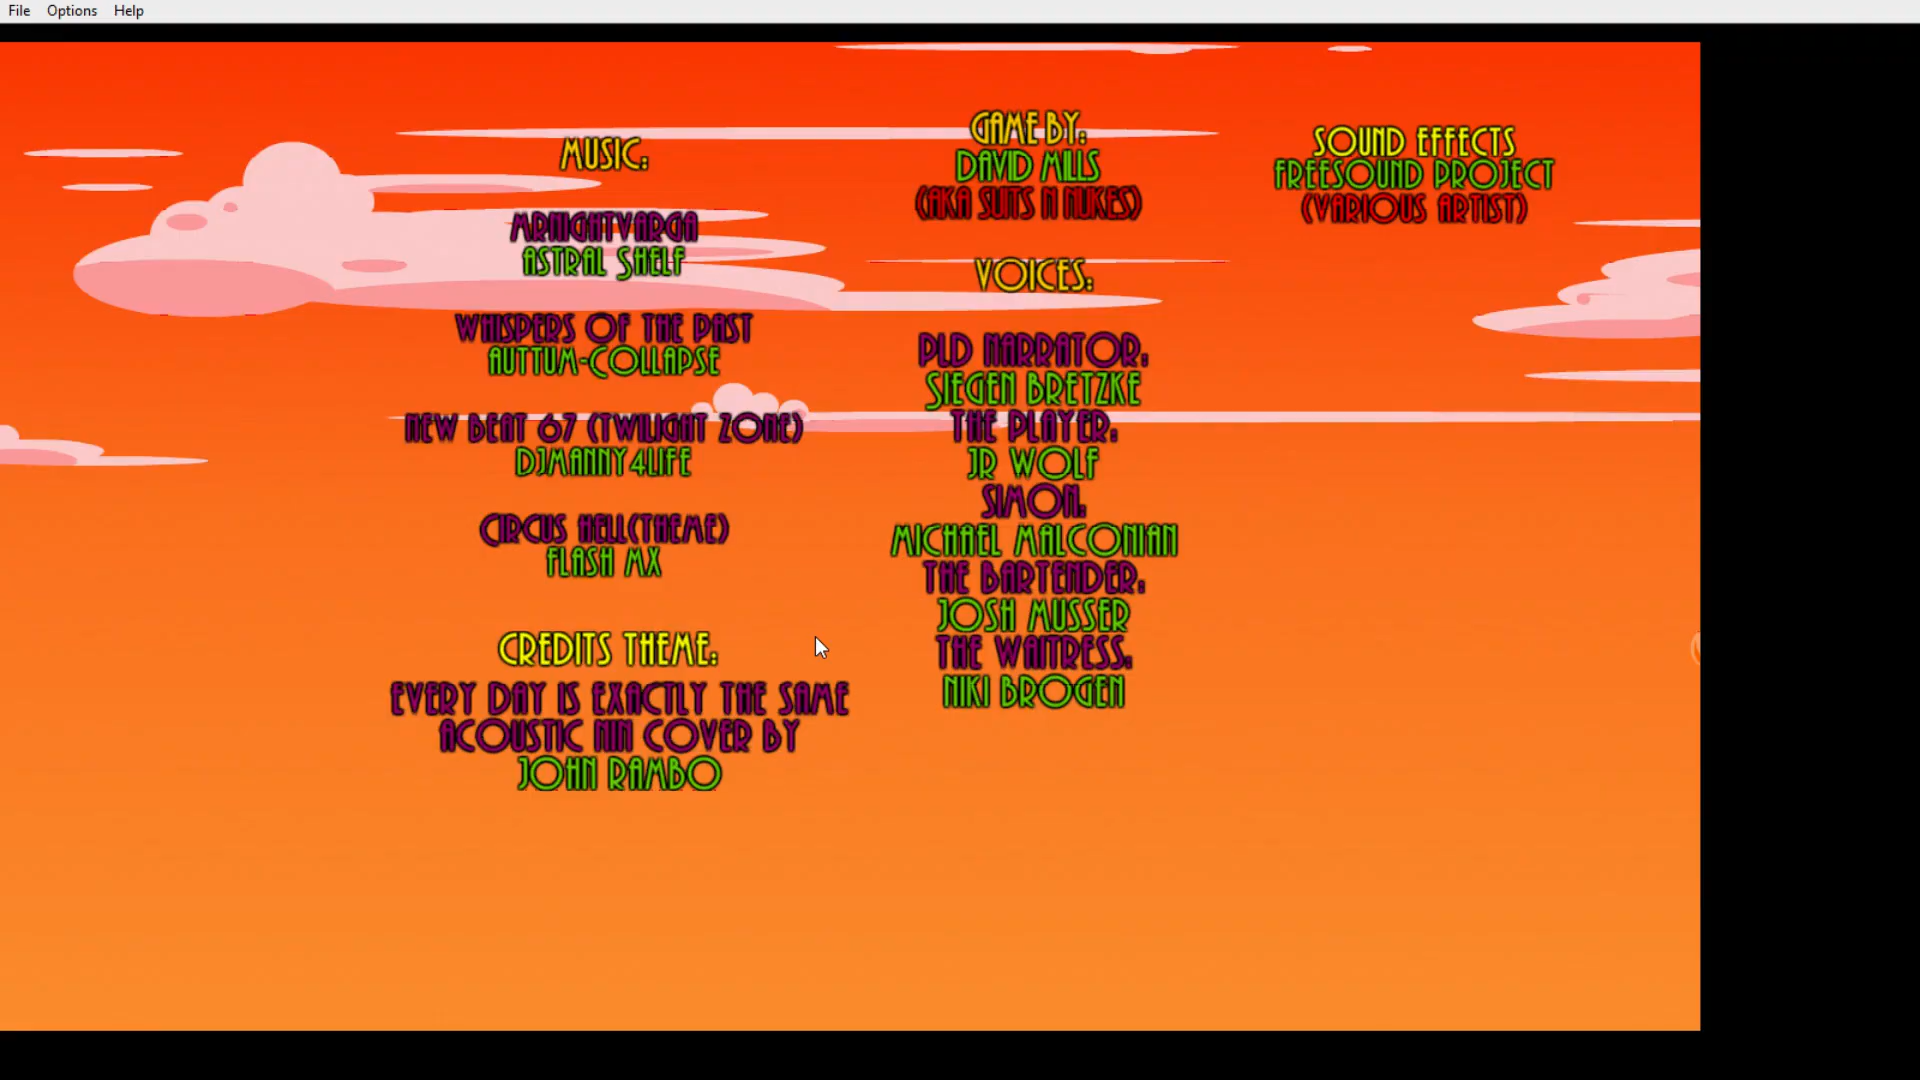 File Options Help
MUSIC:
MRNIGHTVARGA
ASTRAL SHELF
WHISPERS OF THE PAST
AUTTUM-COLLAPSE
NEW BEAT 67 (TWILIGHT ZONE)
DJMANNY4LIFE
CIRCUS HELL(THEME)
FLASH MX
CREDITS THEME:
EVERY DAY IS EXACTLY THE SAME
ACOUSTIC NIN COVER BY
JOHN RAMBO
GAME BY:
DAVID MILLS
(AKA SUITS N NUKES)
VOICES:
PLD NARRATOR:
SIEGEN BRETZKE
THE PLAYER:
JR WOLF
SIMON:
MICHAEL MALCONIAN
THE BARTENDER:
JOSH MUSSER
THE WAITRESS:
NIKI BROGEN
SOUND EFFECTS
FREESOUND PROJECT
(VARIOUS ARTIST)